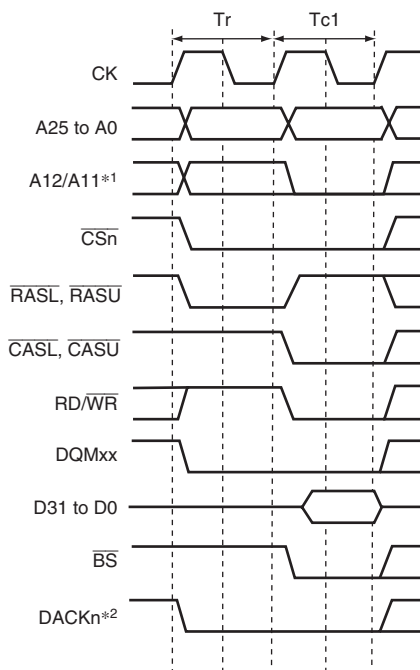 Tr Tc1
CK
A25 to A0
A12/A11*1
CSn
RASL, RASU
CASL, CASU
RD/WR
DQMxx
D31 to D0
BS
DACKn*2